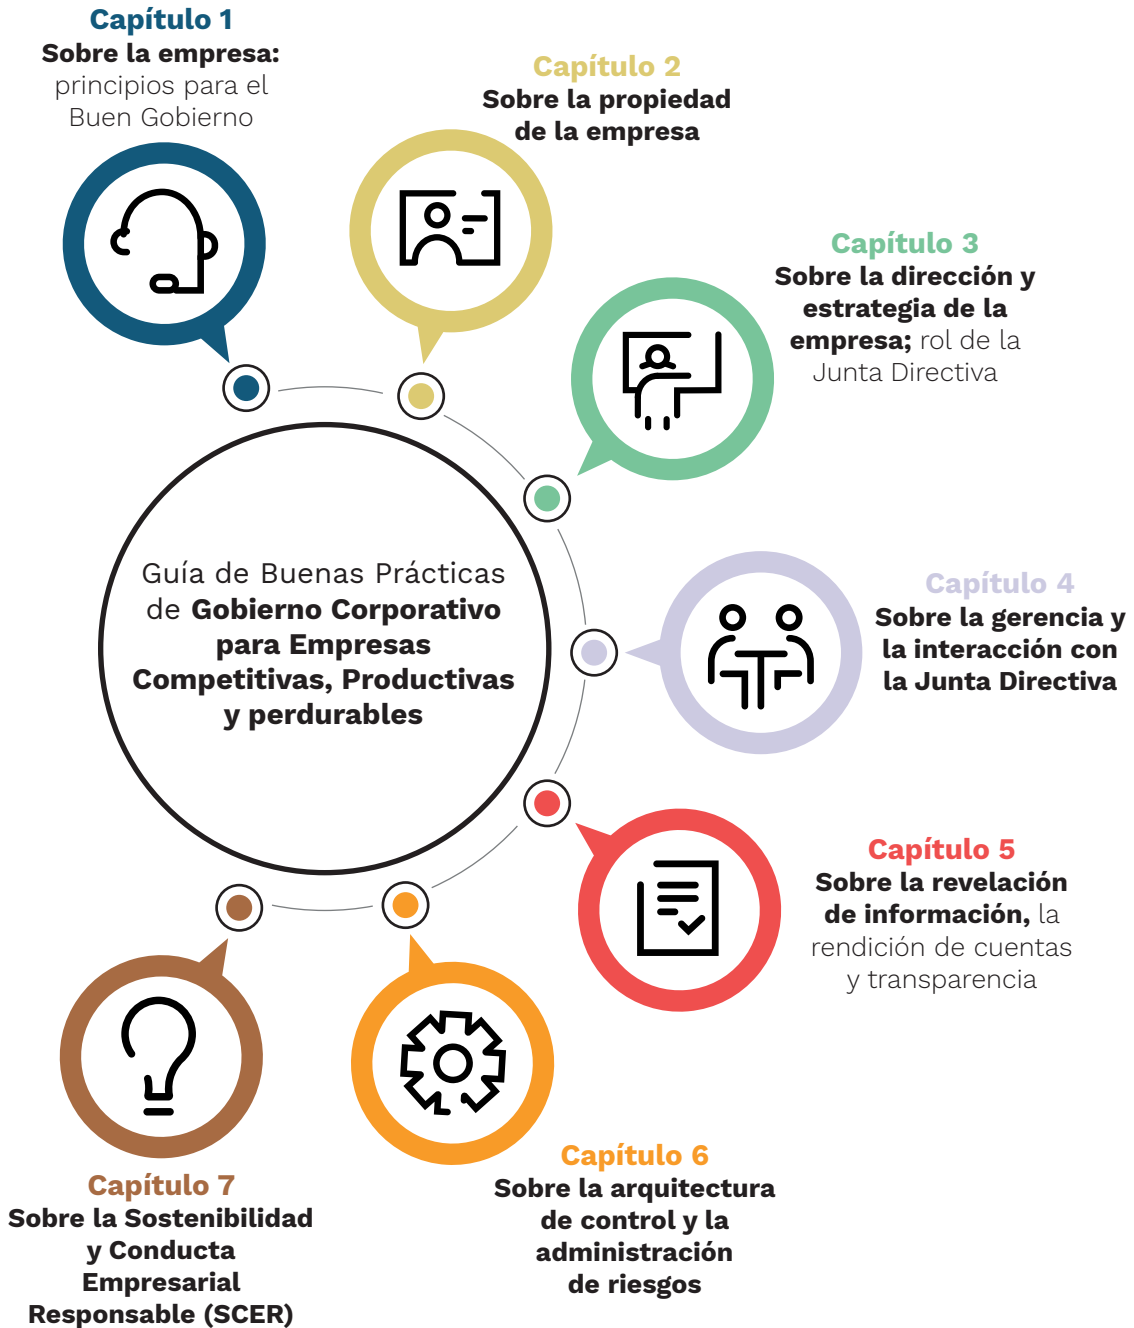 Capítulo 1
Sobre la empresa:
principios para el
Buen Gobierno
Capítulo 2
Sobre la propiedad
de la empresa
Capítulo 3
Sobre la dirección y
estrategia de la
empresa; rol de la
Junta Directiva
Guía de Buenas Prácticas
de Gobierno Corporativo
para Empresas
Competitivas, Productivas
y perdurables
Capítulo 4
Sobre la gerencia y
la interacción con
la Junta Directiva
Capítulo 5
Sobre la revelación
de información, la
rendición de cuentas
y transparencia
Capítulo 6
Sobre la arquitectura
de control y la
administración
de riesgos
Capítulo 7
Sobre la Sostenibilidad
y Conducta
Empresarial
Responsable (SCER)